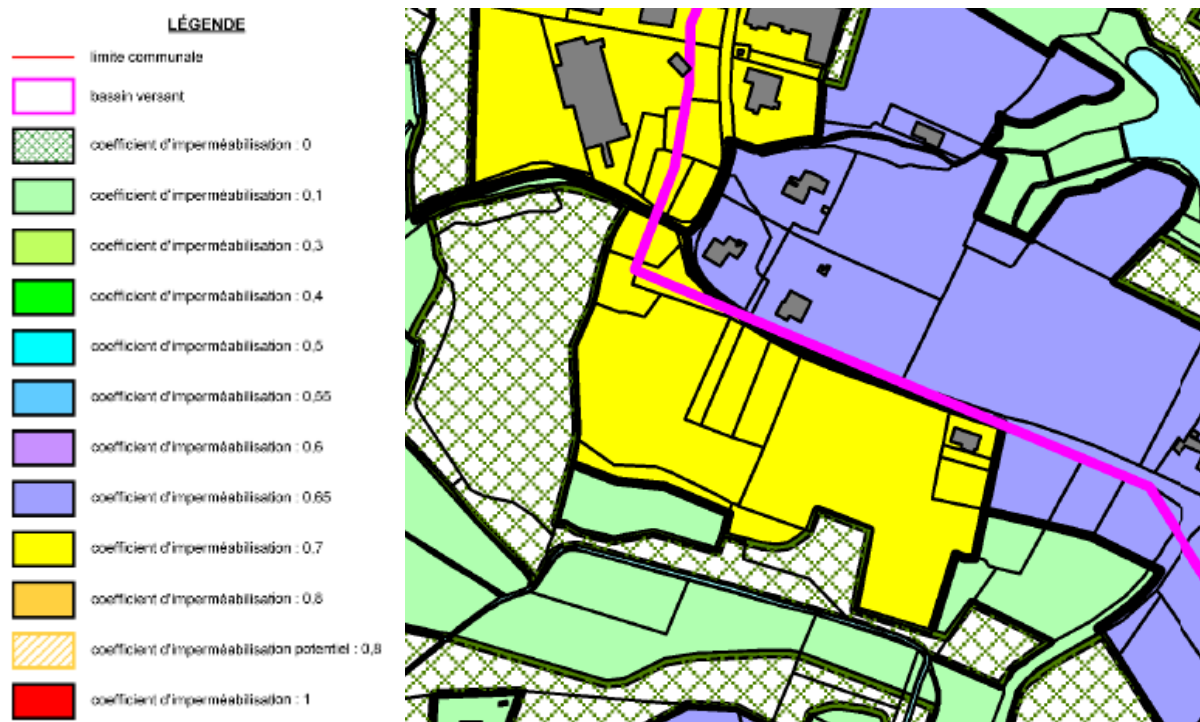 LÉGENDE
limite communale
bassin versant
coefficient d'imperméabilisation : 0
coefficient d'imperméabilisation : 0,1
coefficient d'imperméabilisation : 0,3
coefficient d'imperméabilisation : 0,4
coefficient d'imperméabilisation : 0,5
coefficient d'imperméabilisation : 0,55
coefficient d'imperméabilisation : 0,6
coefficient d'imperméabilisation : 0,65
coefficient d'imperméabilisation : 0,7
coefficient d'imperméabilisation : 0,8
coefficient d'imperméabilisation potentiel : 0,8
coefficient d'imperméabilisation : 1